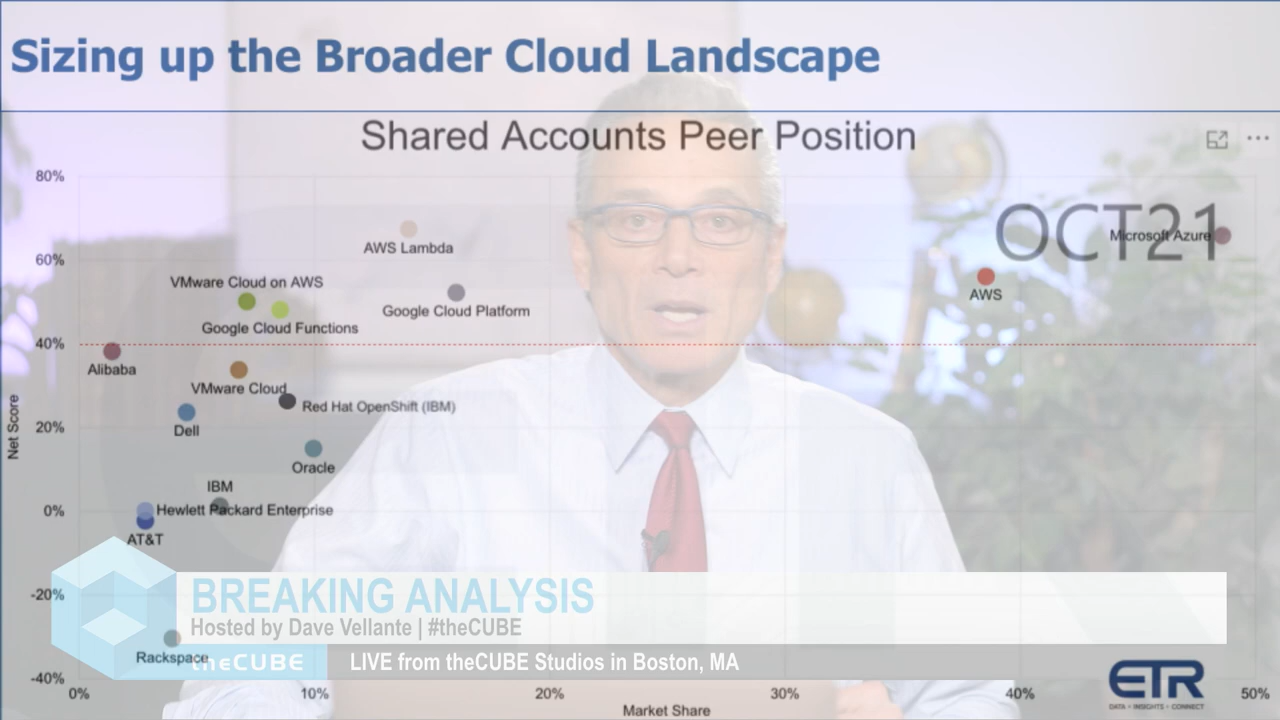 Sizing up the Broader Cloud Landscape
Shared Accounts Peer Position
OCT21
80%
60%
40%
20%
0%
-20%
-40%
Net Score
AWS Lambda
Microsoft Azure
VMware Cloud on AWS
AWS
Google Cloud Platform
Google Cloud Functions
Alibaba
VMware Cloud
Red Hat OpenShift (IBM)
Dell
Oracle
IBM
Hewlett Packard Enterprise
AT&T
Rackspace
BREAKING ANALYSIS
Hosted by Dave Vellante | #theCUBE
theCUBE
LIVE from theCUBE Studios in Boston, MA
0%
10%
20%
30%
40%
50%
Market Share
ETR
DATA • INSIGHTS • CONNECT